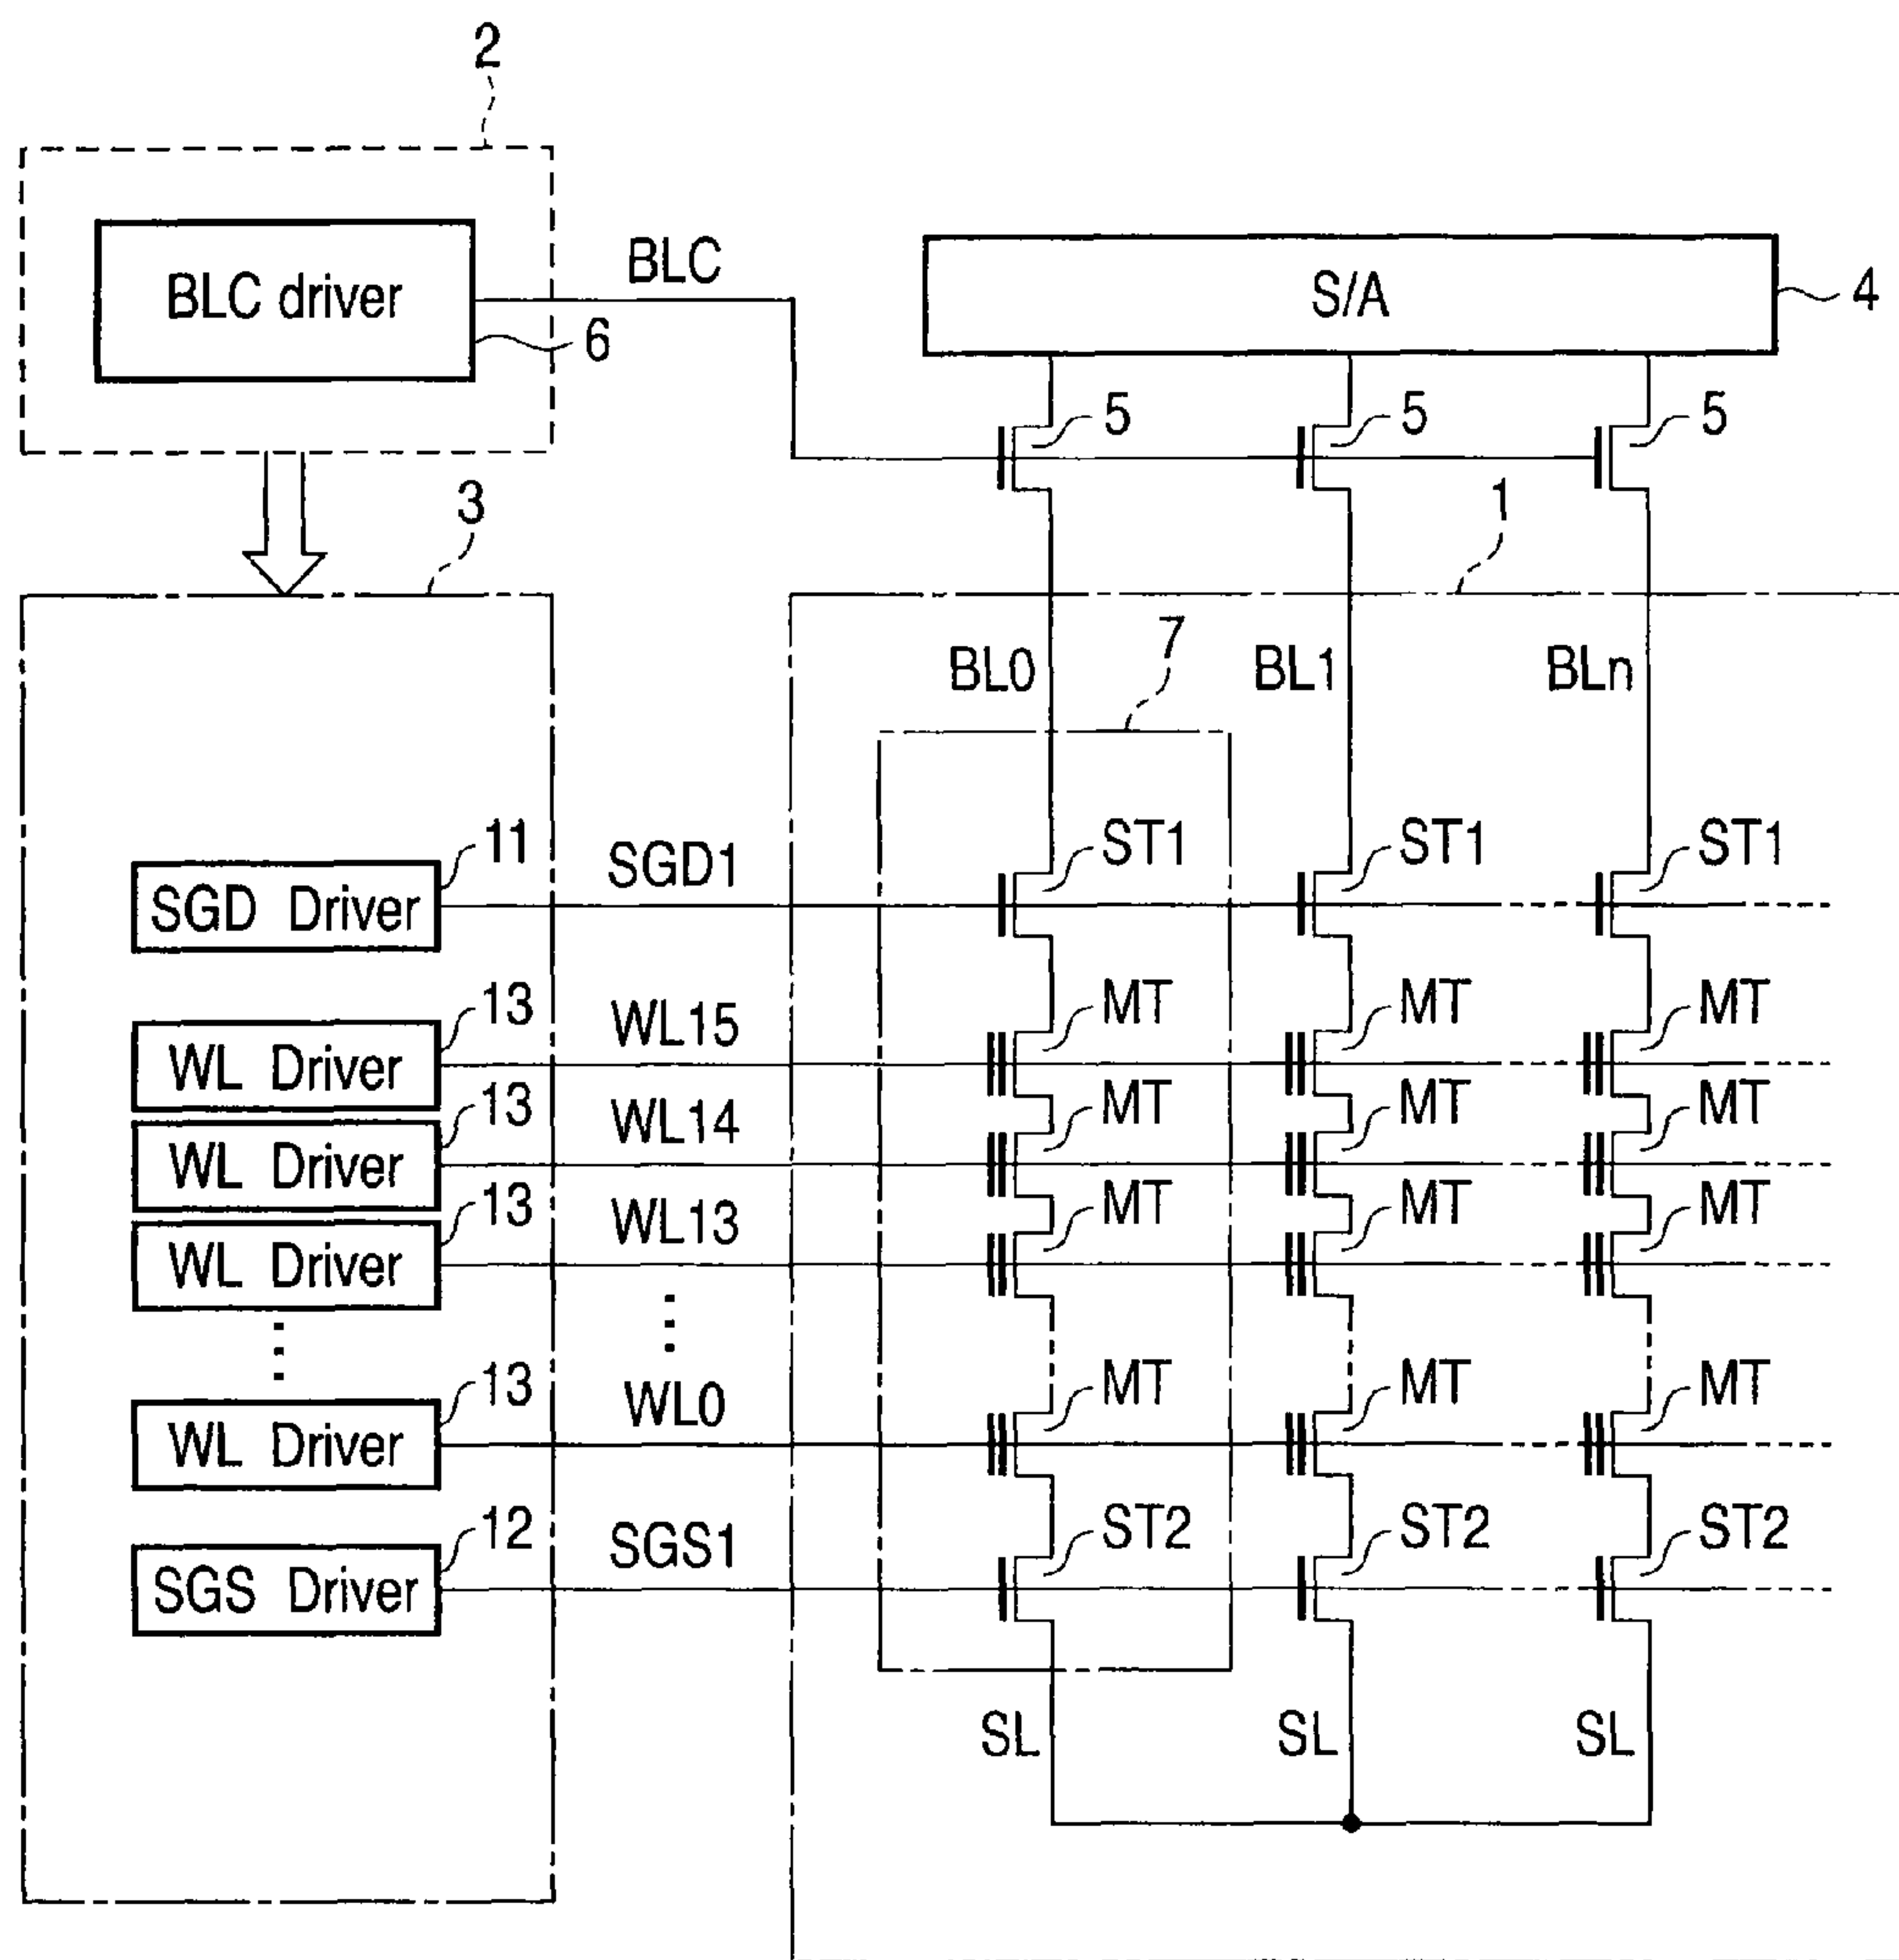 2
BLC driver
BLC
6
S/A
4
5 5 5
3
1
7
BL0 BL1 BLn
11
SGD Driver
SGD1
ST1 ST1 ST1
13
WL Driver
WL15
MT MT MT
13
WL Driver
WL14
MT MT MT
13
WL Driver
WL13
MT MT MT
13
WL Driver
WL0
MT MT MT
12
SGS Driver
SGS1
ST2 ST2 ST2
SL SL SL